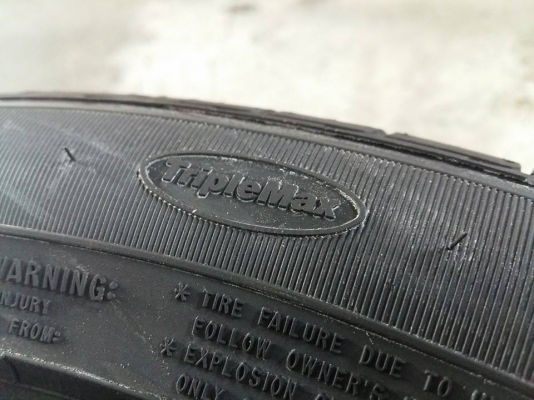 TripleMax
WARNING:
INJURY
FROM:
* TIRE FAILURE DUE TO
FOLLOW OWNER'S
* EXPLOSION
ONLY